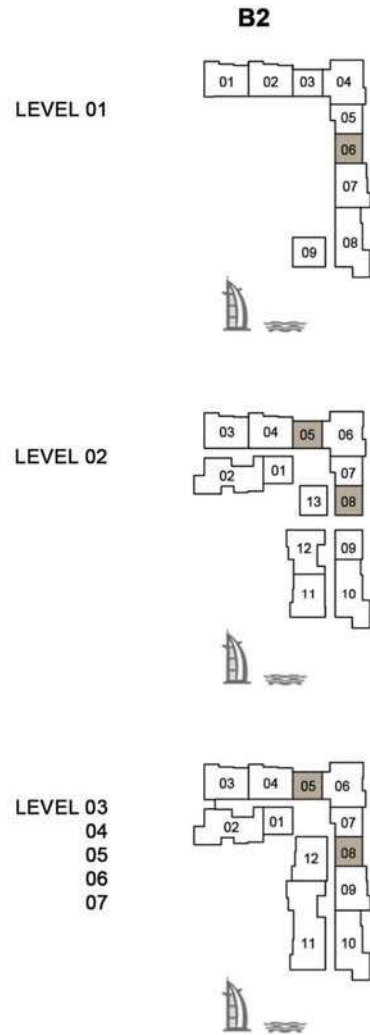 B2
LEVEL 01
01 02 03 04
05
06
07
08
09
LEVEL 02
03 04 05 06
02 01 07
13 08
12 09
11 10
LEVEL 03
04
05
06
07
03 04 05 06
02 01 07
12 08
09
11 10